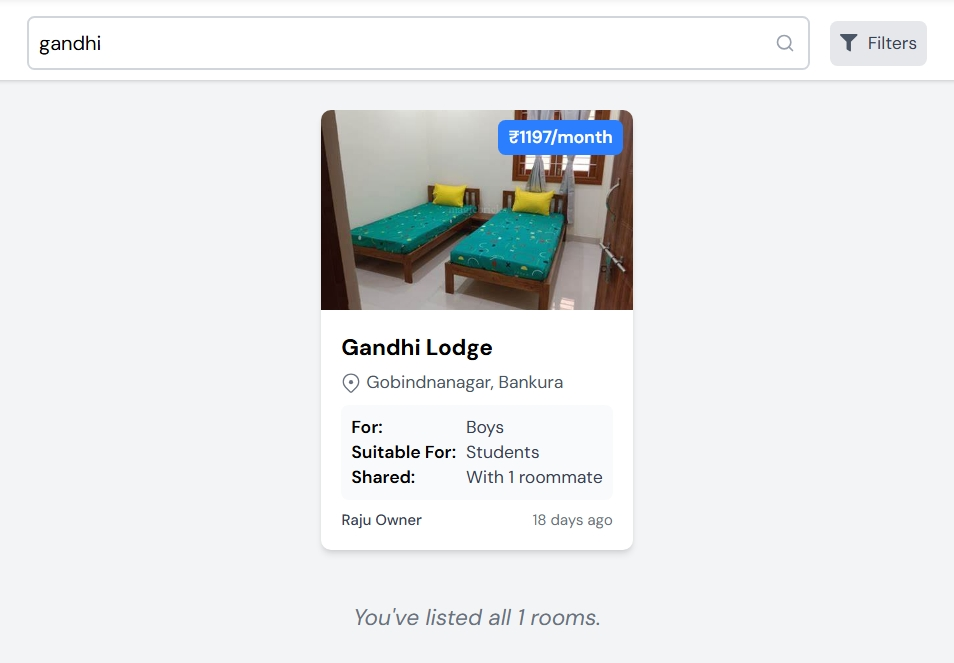 gandhi
Filters
₹1197/month
Gandhi Lodge
Gobindnanagar, Bankura
For: Boys
Suitable For: Students
Shared: With 1 roommate
Raju Owner 18 days ago
You've listed all 1 rooms.